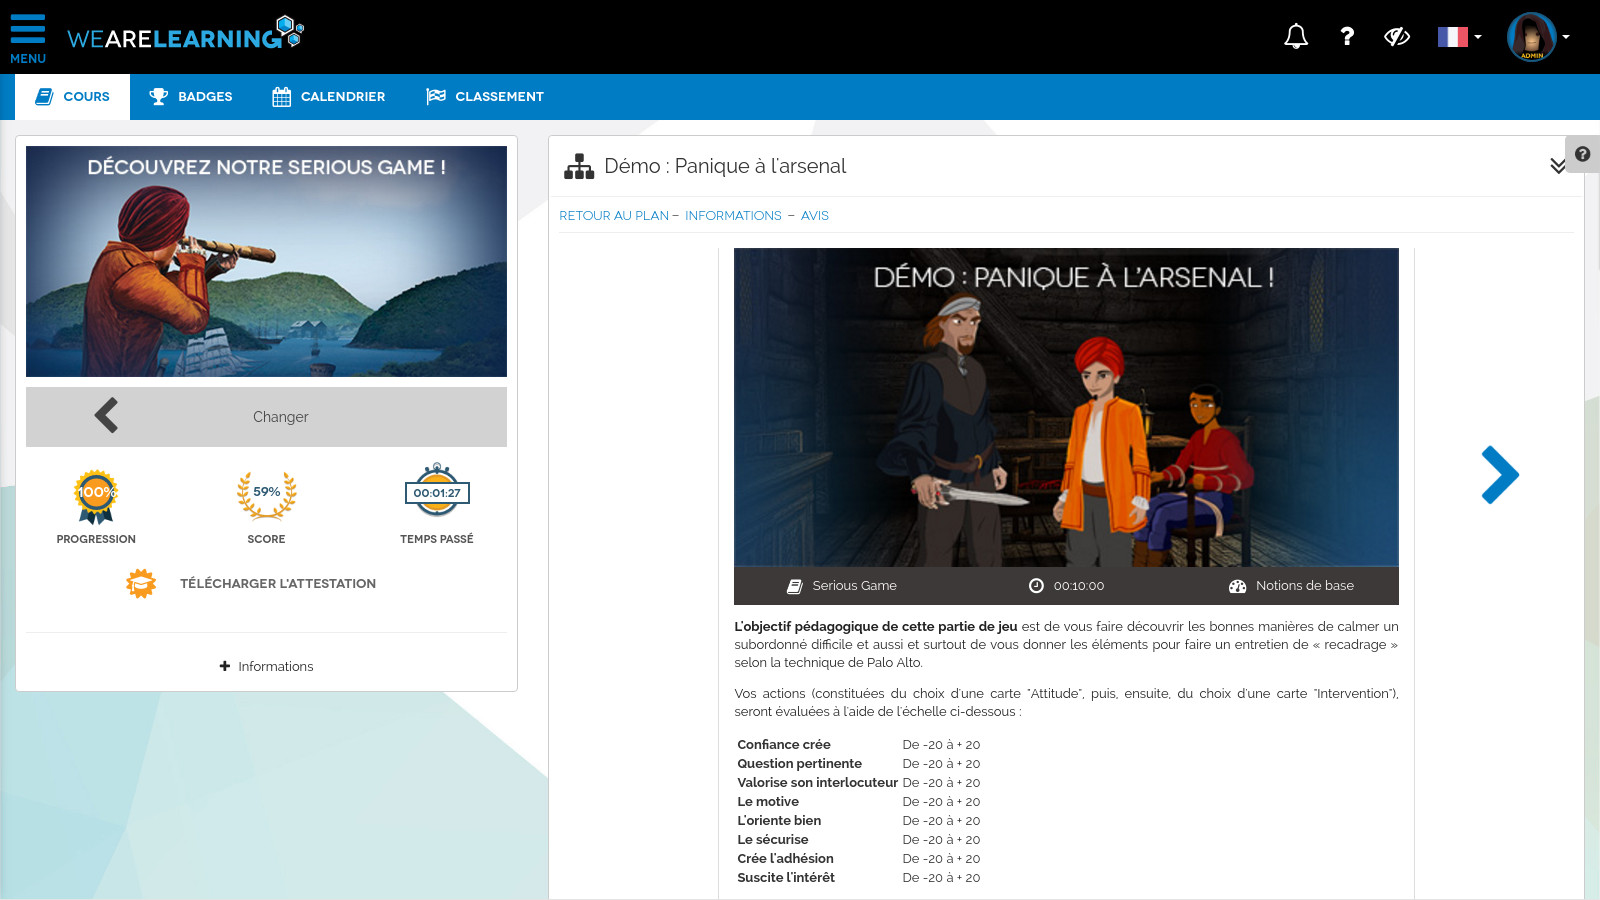 MENU
WEARELEARNING
ADMIN
COURS
BADGES
CALENDRIER
CLASSEMENT
DÉCOUVREZ NOTRE SERIOUS GAME !
Changer
100%
59%
00:01:27
PROGRESSION
SCORE
TEMPS PASSÉ
TÉLÉCHARGER L'ATTESTATION
Informations
Démo : Panique à l'arsenal
RETOUR AU PLAN – INFORMATIONS – AVIS
DÉMO : PANIQUE À L'ARSENAL !
Serious Game
00:10:00
Notions de base
L'objectif pédagogique de cette partie de jeu est de vous faire découvrir les bonnes manières de calmer un
subordonné difficile et aussi et surtout de vous donner les éléments pour faire un entretien de « recadrage »
selon la technique de Palo Alto.
Vos actions (constituées du choix d'une carte "Attitude", puis, ensuite, du choix d'une carte "Intervention"),
seront évaluées à l'aide de l'échelle ci-dessous :
Confiance crée De -20 à + 20
Question pertinente De -20 à + 20
Valorise son interlocuteur De -20 à + 20
Le motive De -20 à + 20
L'oriente bien De -20 à + 20
Le sécurise De -20 à + 20
Crée l'adhésion De -20 à + 20
Suscite l'intérêt De -20 à + 20